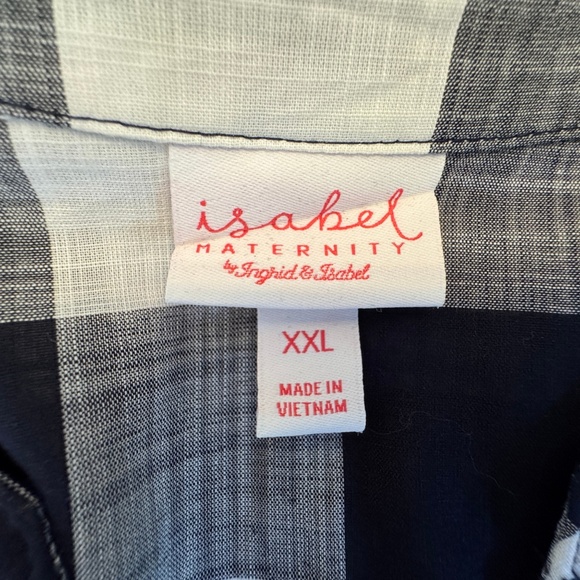 isabel
MATERNITY
by Ingrid & Isabel
XXL
MADE IN
VIETNAM